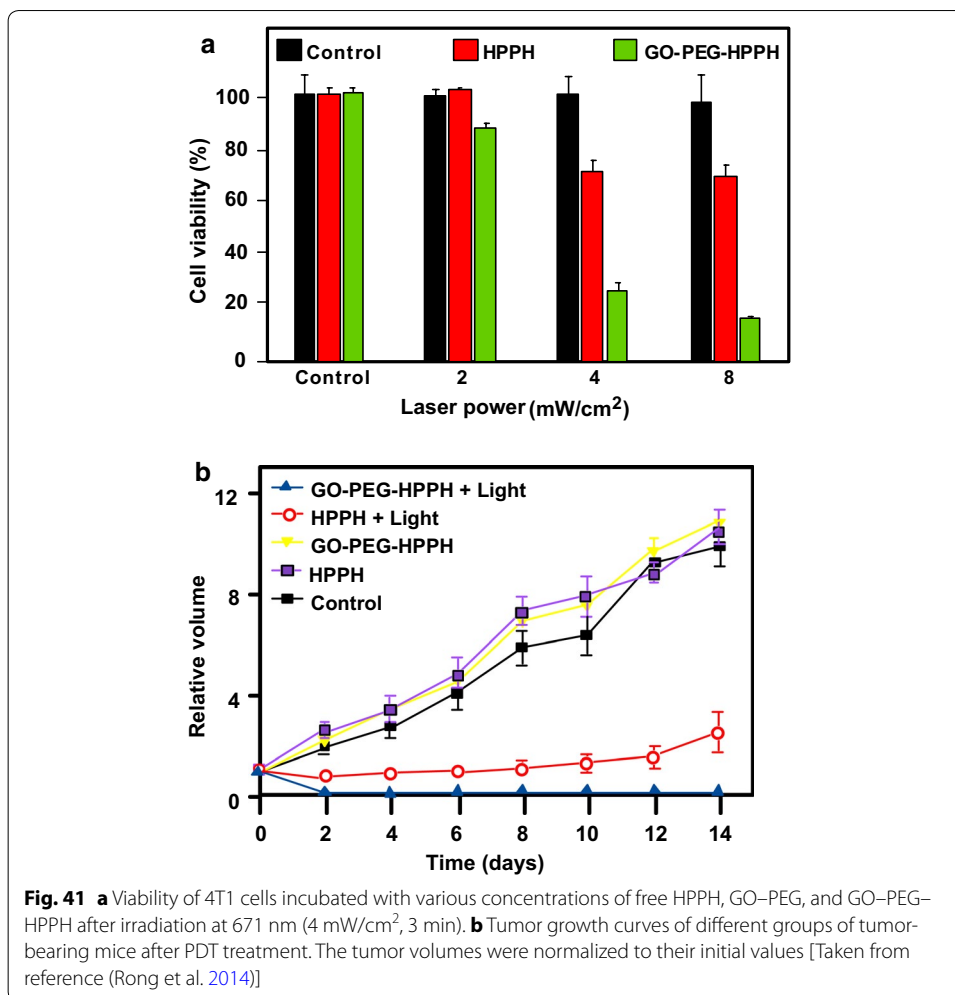 a
Control HPPH GO-PEG-HPPH
100
80
60
40
20
0
Cell viability (%)
Control 2 4 8
Laser power (mW/cm²)
b
GO-PEG-HPPH + Light
HPPH + Light
GO-PEG-HPPH
HPPH
Control
12
8
4
0
Relative volume
0 2 4 6 8 10 12 14
Time (days)
Fig. 41 a Viability of 4T1 cells incubated with various concentrations of free HPPH, GO–PEG, and GO–PEG–
HPPH after irradiation at 671 nm (4 mW/cm², 3 min). b Tumor growth curves of different groups of tumor-
bearing mice after PDT treatment. The tumor volumes were normalized to their initial values [Taken from
reference (Rong et al. 2014)]